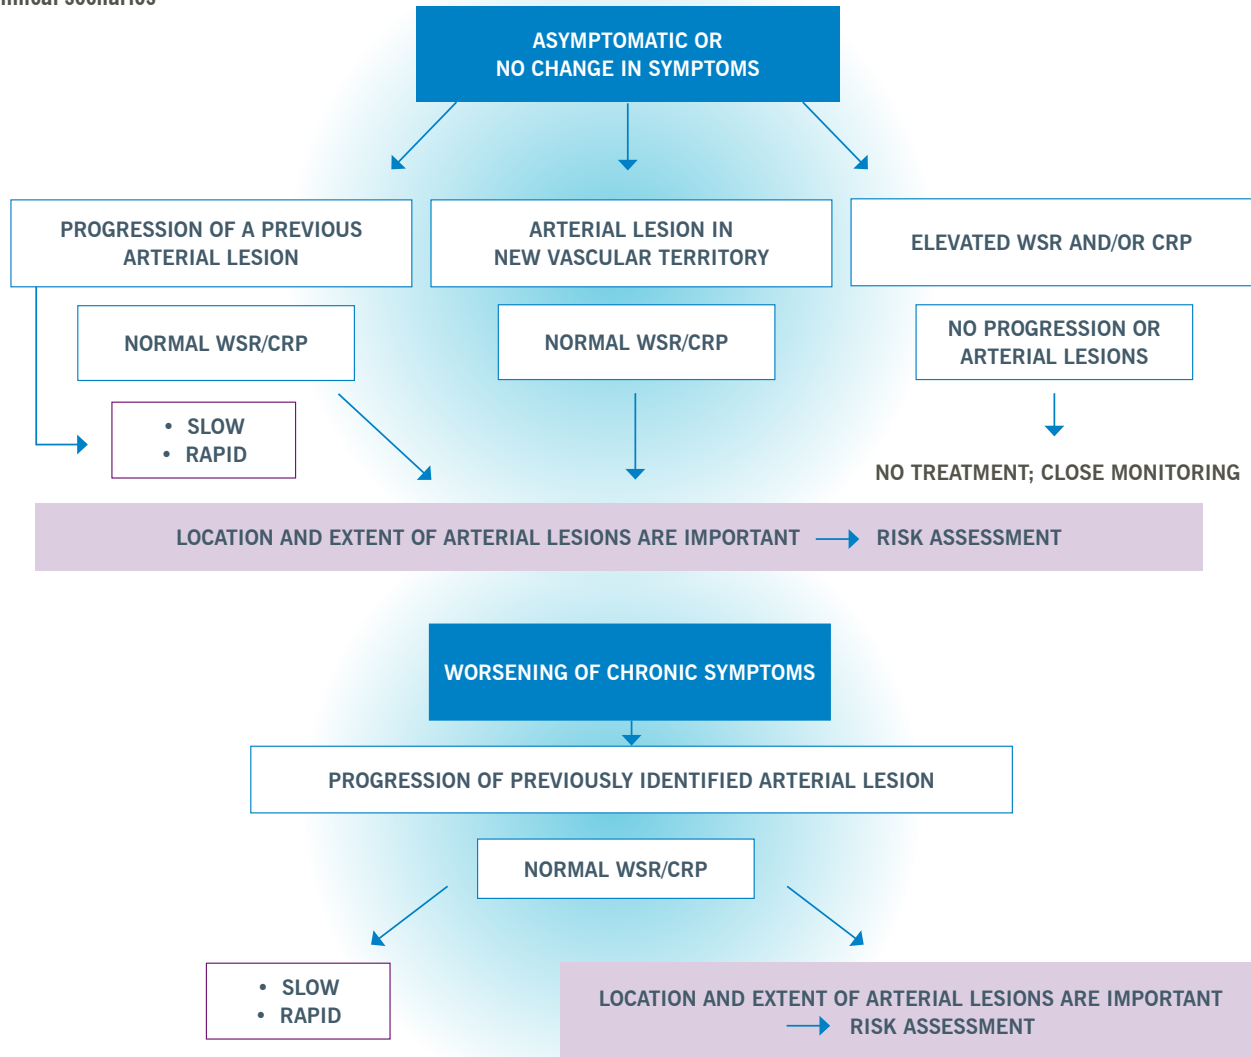 ASYMPTOMATIC OR
NO CHANGE IN SYMPTOMS
PROGRESSION OF A PREVIOUS
ARTERIAL LESION
ARTERIAL LESION IN
NEW VASCULAR TERRITORY
ELEVATED WSR AND/OR CRP
NORMAL WSR/CRP
NORMAL WSR/CRP
NO PROGRESSION OR
ARTERIAL LESIONS
• SLOW
• RAPID
NO TREATMENT; CLOSE MONITORING
LOCATION AND EXTENT OF ARTERIAL LESIONS ARE IMPORTANT → RISK ASSESSMENT
WORSENING OF CHRONIC SYMPTOMS
PROGRESSION OF PREVIOUSLY IDENTIFIED ARTERIAL LESION
NORMAL WSR/CRP
• SLOW
• RAPID
LOCATION AND EXTENT OF ARTERIAL LESIONS ARE IMPORTANT
→ RISK ASSESSMENT